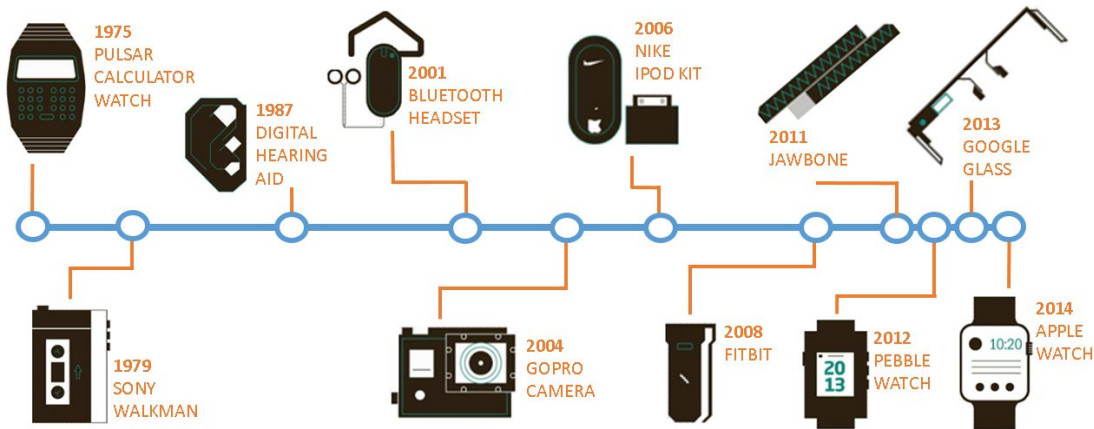 1975
PULSAR
CALCULATOR
WATCH
1987
DIGITAL
HEARING
AID
2001
BLUETOOTH
HEADSET
2006
NIKE
IPOD KIT
2011
JAWBONE
2013
GOOGLE
GLASS
1979
SONY
WALKMAN
2004
GOPRO
CAMERA
2008
FITBIT
20
13
2012
PEBBLE
WATCH
10:20
2014
APPLE
WATCH